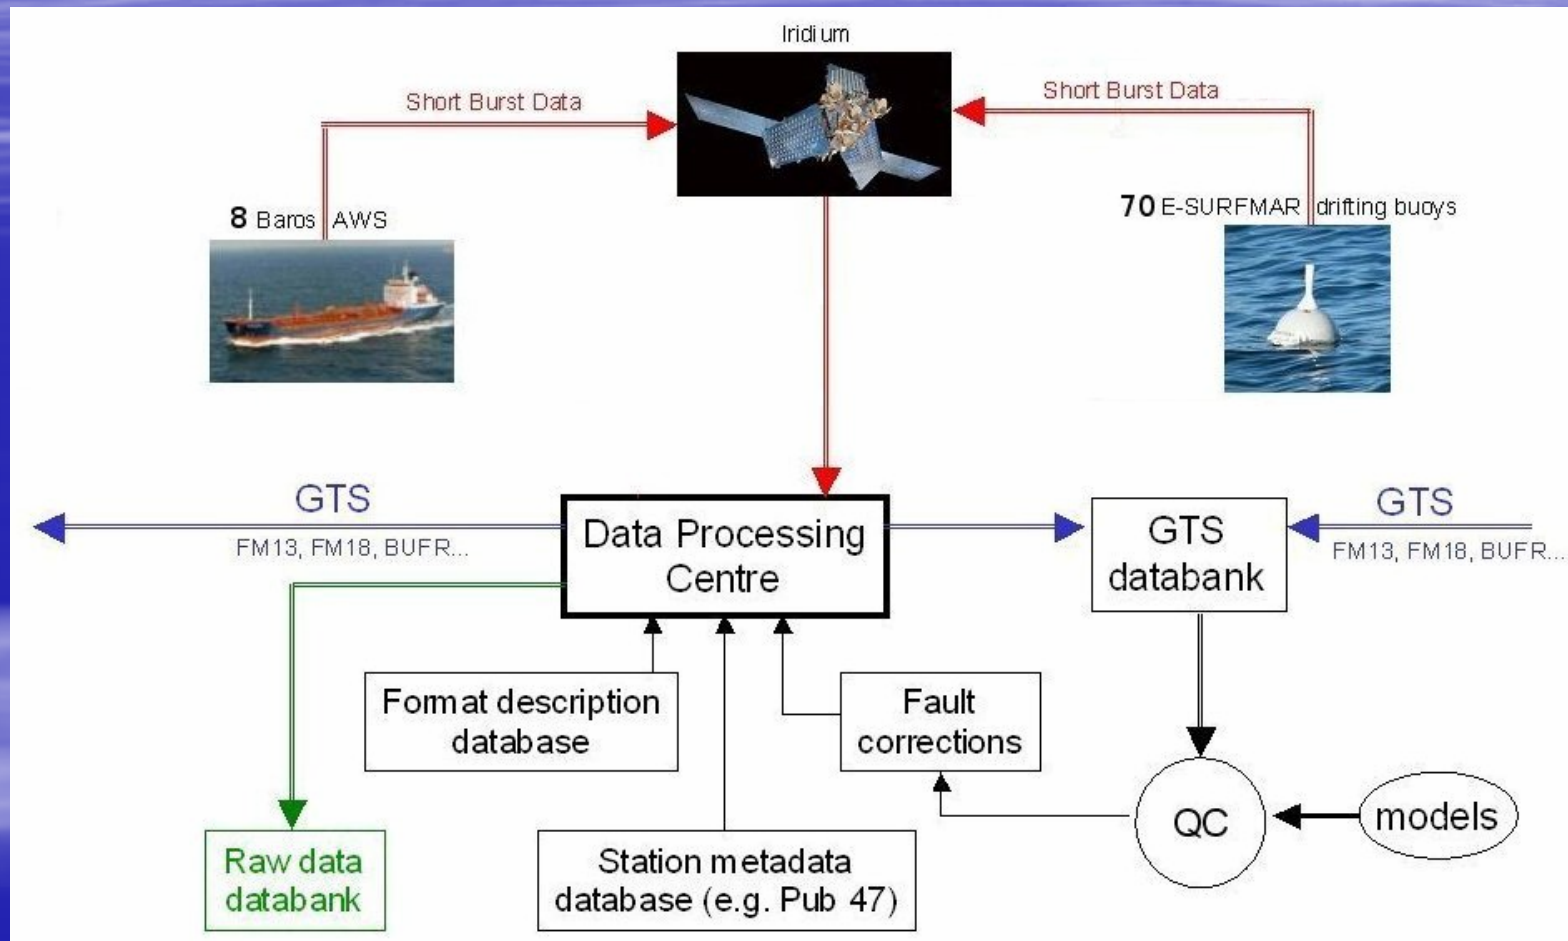 Iridium
Short Burst Data
Short Burst Data
8 Baros AWS
70 E-SURFMAR drifting buoys
GTS
FM13, FM18, BUFR...
Data Processing
Centre
GTS
databank
GTS
FM13, FM18, BUFR...
Format description
database
Fault
corrections
QC
models
Raw data
databank
Station metadata
database (e.g. Pub 47)